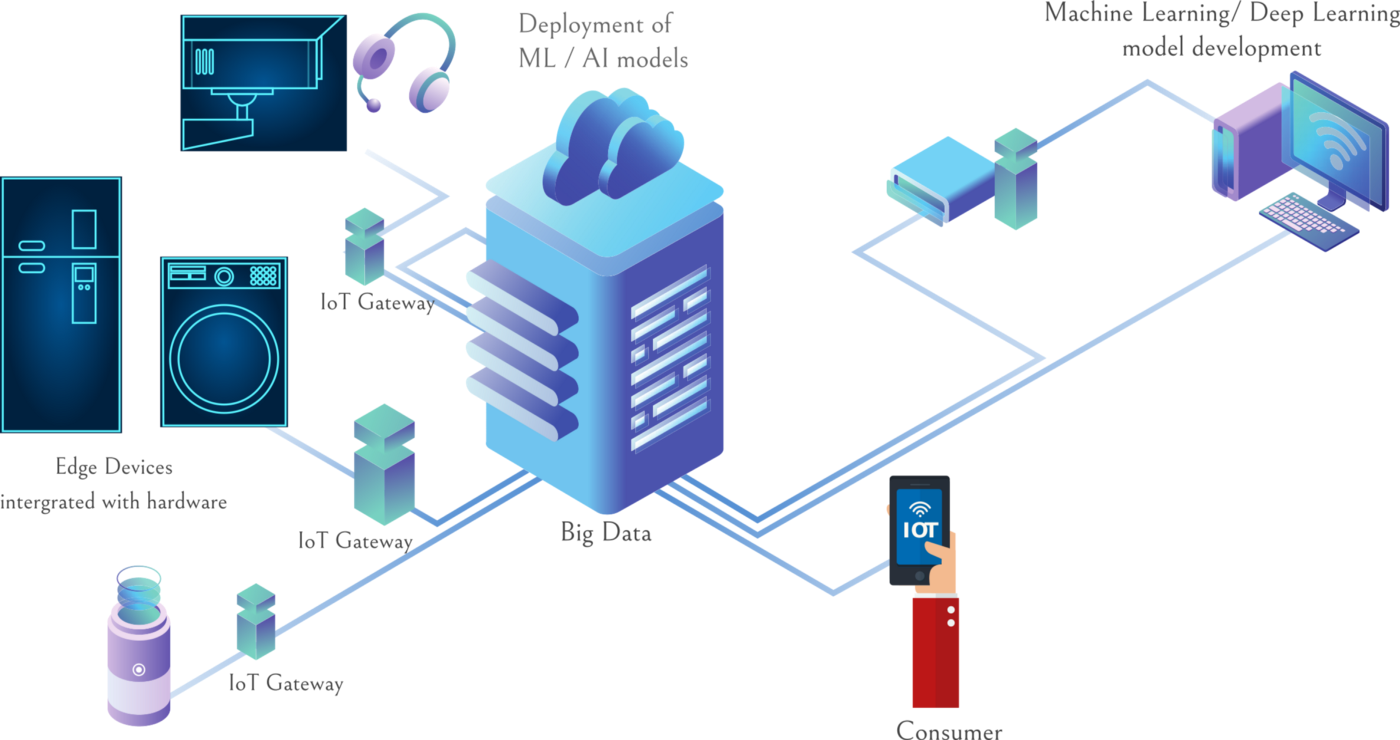 Deployment of
ML / AI models
Machine Learning/ Deep Learning
model development
IoT Gateway
Edge Devices
intergrated with hardware
IoT Gateway
Big Data
IOT
IoT Gateway
Consumer